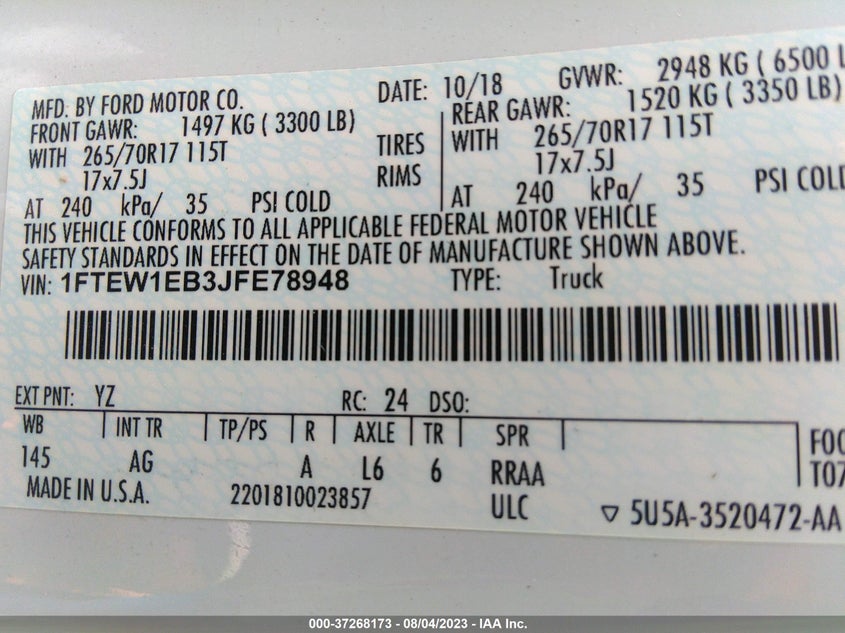 MFD. BY FORD MOTOR CO. DATE: 10/18 GVWR: 2948 KG ( 6500
FRONT GAWR: 1497 KG ( 3300 LB) REAR GAWR: 1520 KG ( 3350 LB)
WITH 265/70R17 115T TIRES WITH 265/70R17 115T
17x7.5J RIMS 17x7.5J
AT 240 kPa/ 35 PSI COLD AT 240 kPa/ 35 PSI COLD
THIS VEHICLE CONFORMS TO ALL APPLICABLE FEDERAL MOTOR VEHICLE
SAFETY STANDARDS IN EFFECT ON THE DATE OF MANUFACTURE SHOWN ABOVE.
VIN: 1FTEW1EB3JFE78948 TYPE: Truck
EXT PNT: YZ RC: 24 DSO:
WB INT TR TP/PS R AXLE TR SPR
145 AG A L6 6 RRAA
MADE IN U.S.A. 2201810023857 ULC ▽ 5U5A-3520472-AA
000-37268173 - 08/04/2023 - IAA Inc.